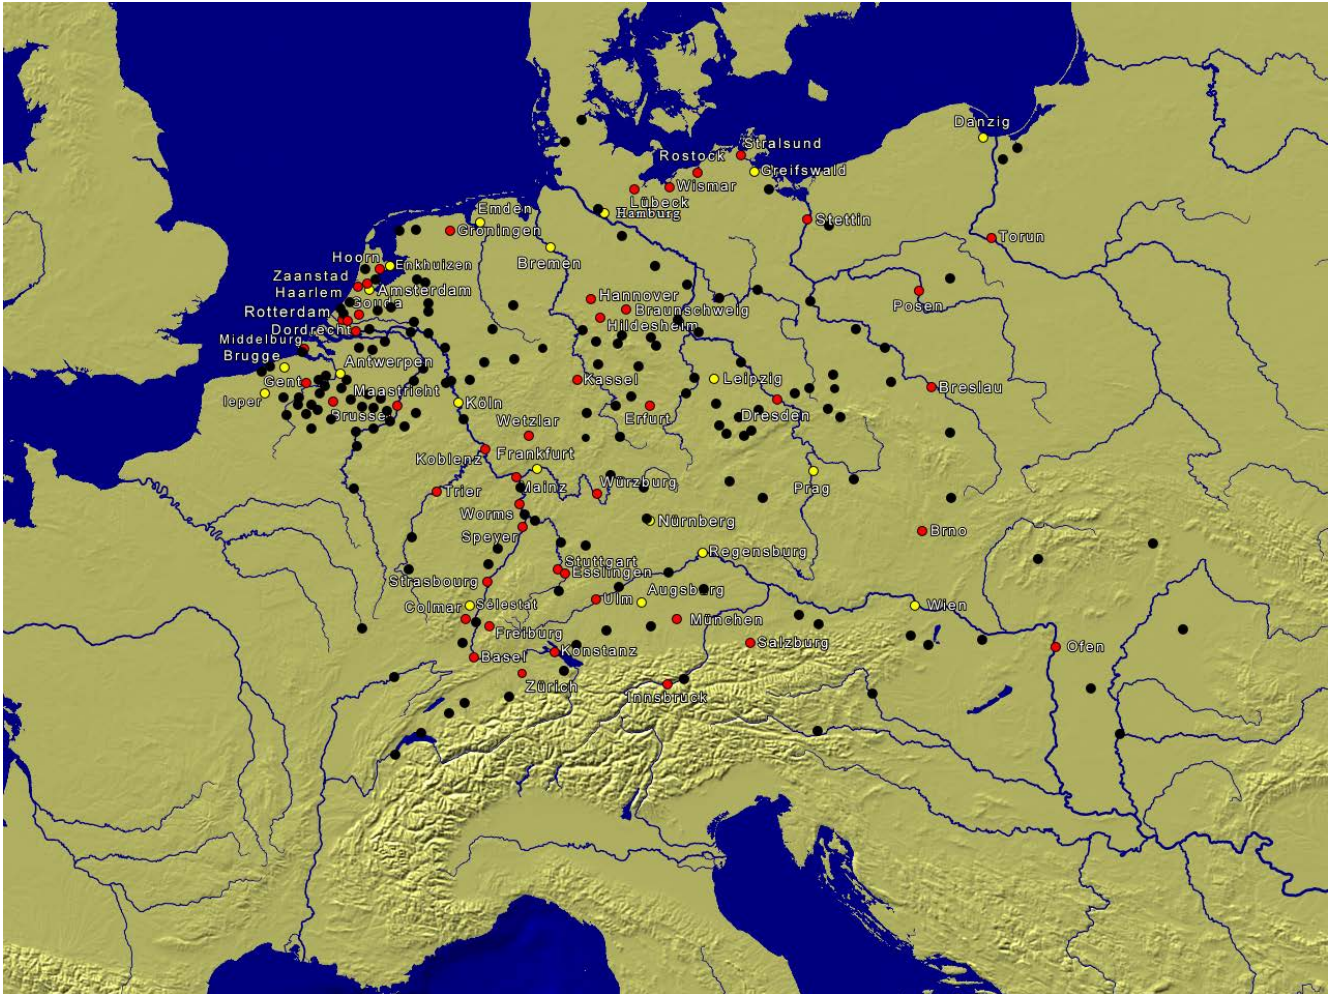 Danzig
Stralsund
Rostock
Greifswald
Wismar
Lübeck
Hamburg
Stettin
Emden
Groningen
Torun
Bremen
Hoorn
Enkhuizen
Zaanstad
Amsterdam
Haarlem
Hannover
Posen
Gouda
Braunschweig
Rotterdam
Hildesheim
Dordrecht
Middelburg
Brugge
Antwerpen
Gent
Kassel
Leipzig
Breslau
Maastricht
Ieper
Köln
Brusse
Erfurt
Dresden
Wetzlar
Koblenz
Frankfurt
Mainz
Würzburg
Prag
Trier
Worms
Nürnberg
Speyer
Brno
Regensburg
Stuttgart
Esslingen
Strasbourg
Augsberg
Colmar
Sélestat
Ulm
Wien
Freiburg
München
Salzburg
Ofen
Basel
Konstanz
Zürich
Innsbruck